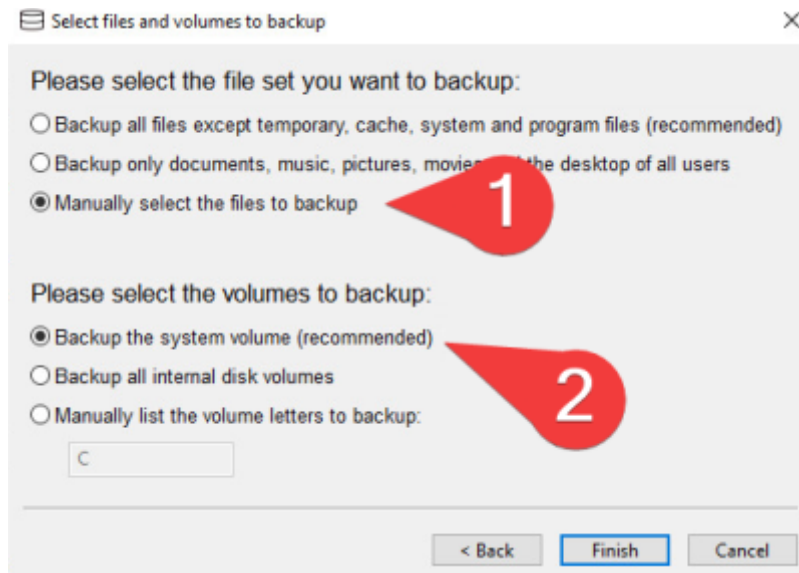 Select files and volumes to backup
Please select the file set you want to backup:
Backup all files except temporary, cache, system and program files (recommended)
Backup only documents, music, pictures, the desktop of all users
Manually select the files to backup
1
Please select the volumes to backup:
Backup the system volume (recommended)
2
Backup all internal disk volumes
Manually list the volume letters to backup:
C
< Back Finish Cancel